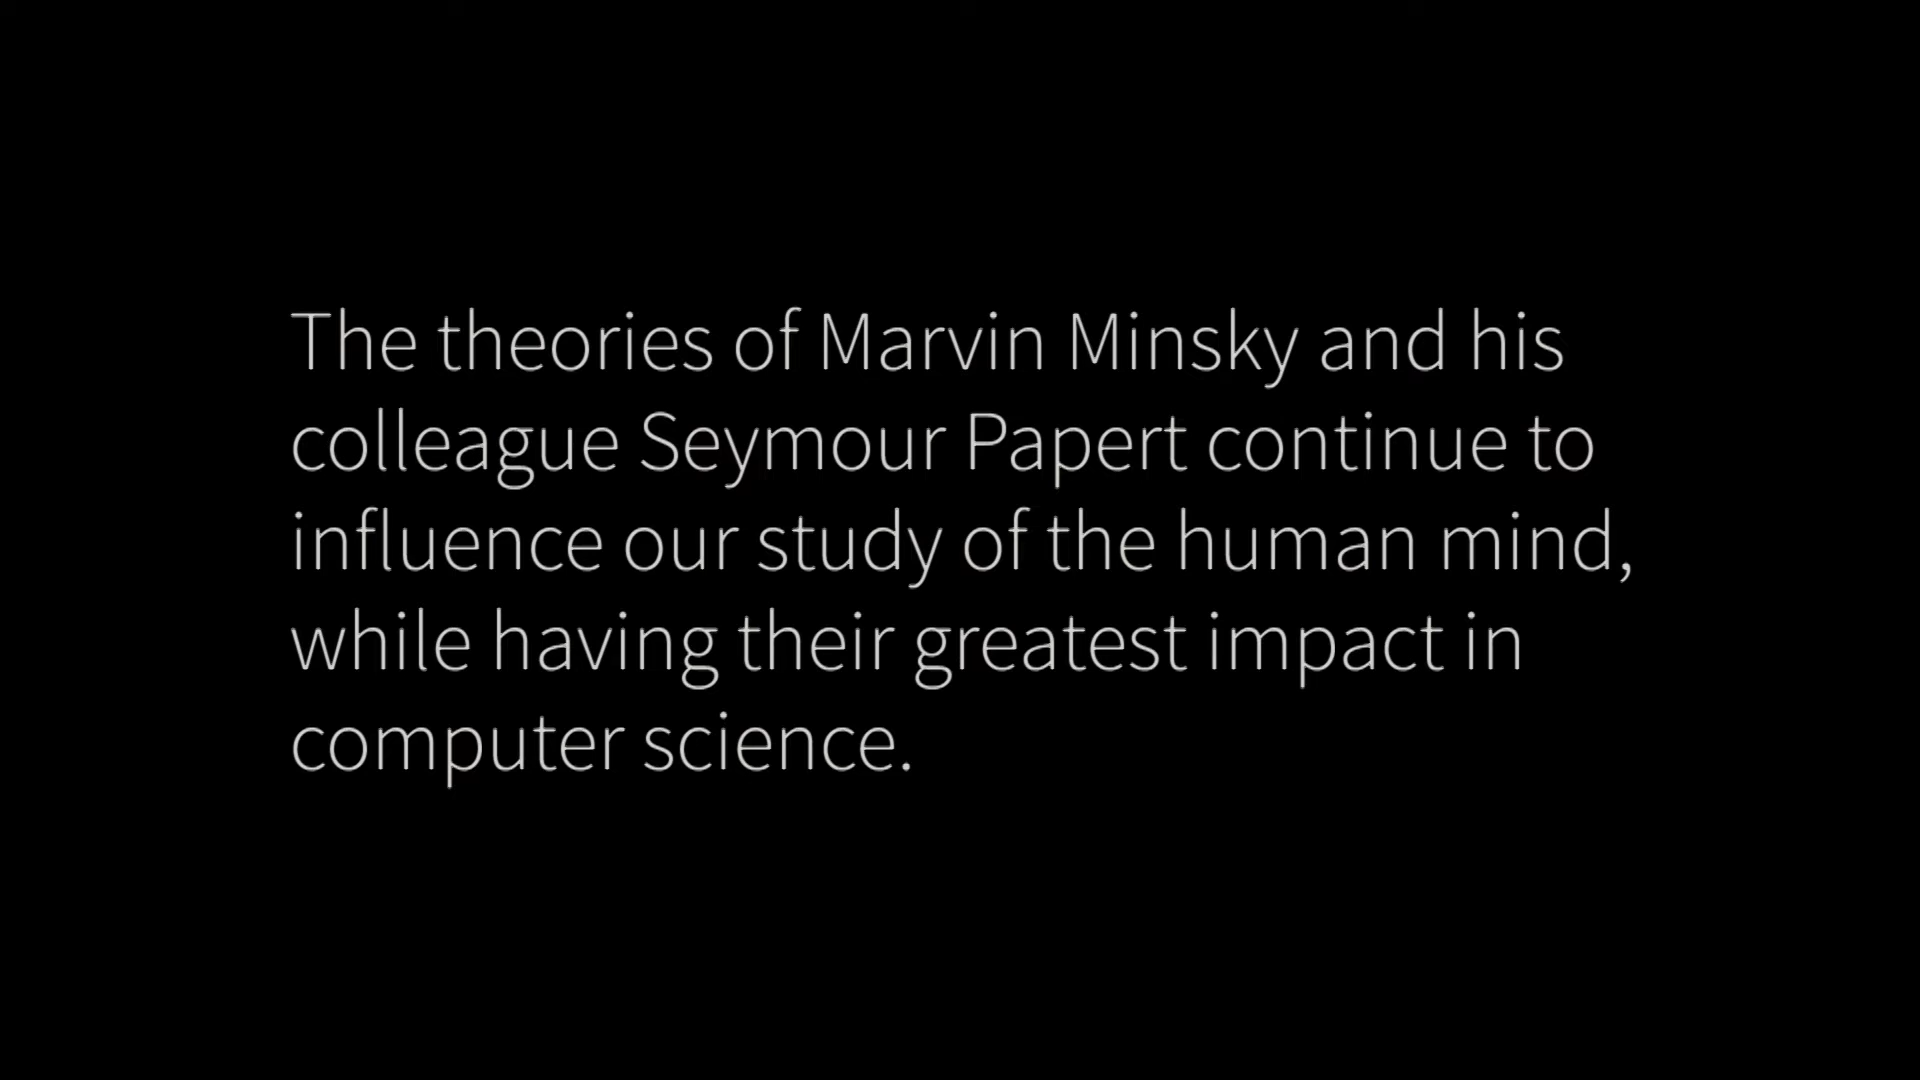 The theories of Marvin Minsky and his
colleague Seymour Papert continue to
influence our study of the human mind,
while having their greatest impact in
computer science.